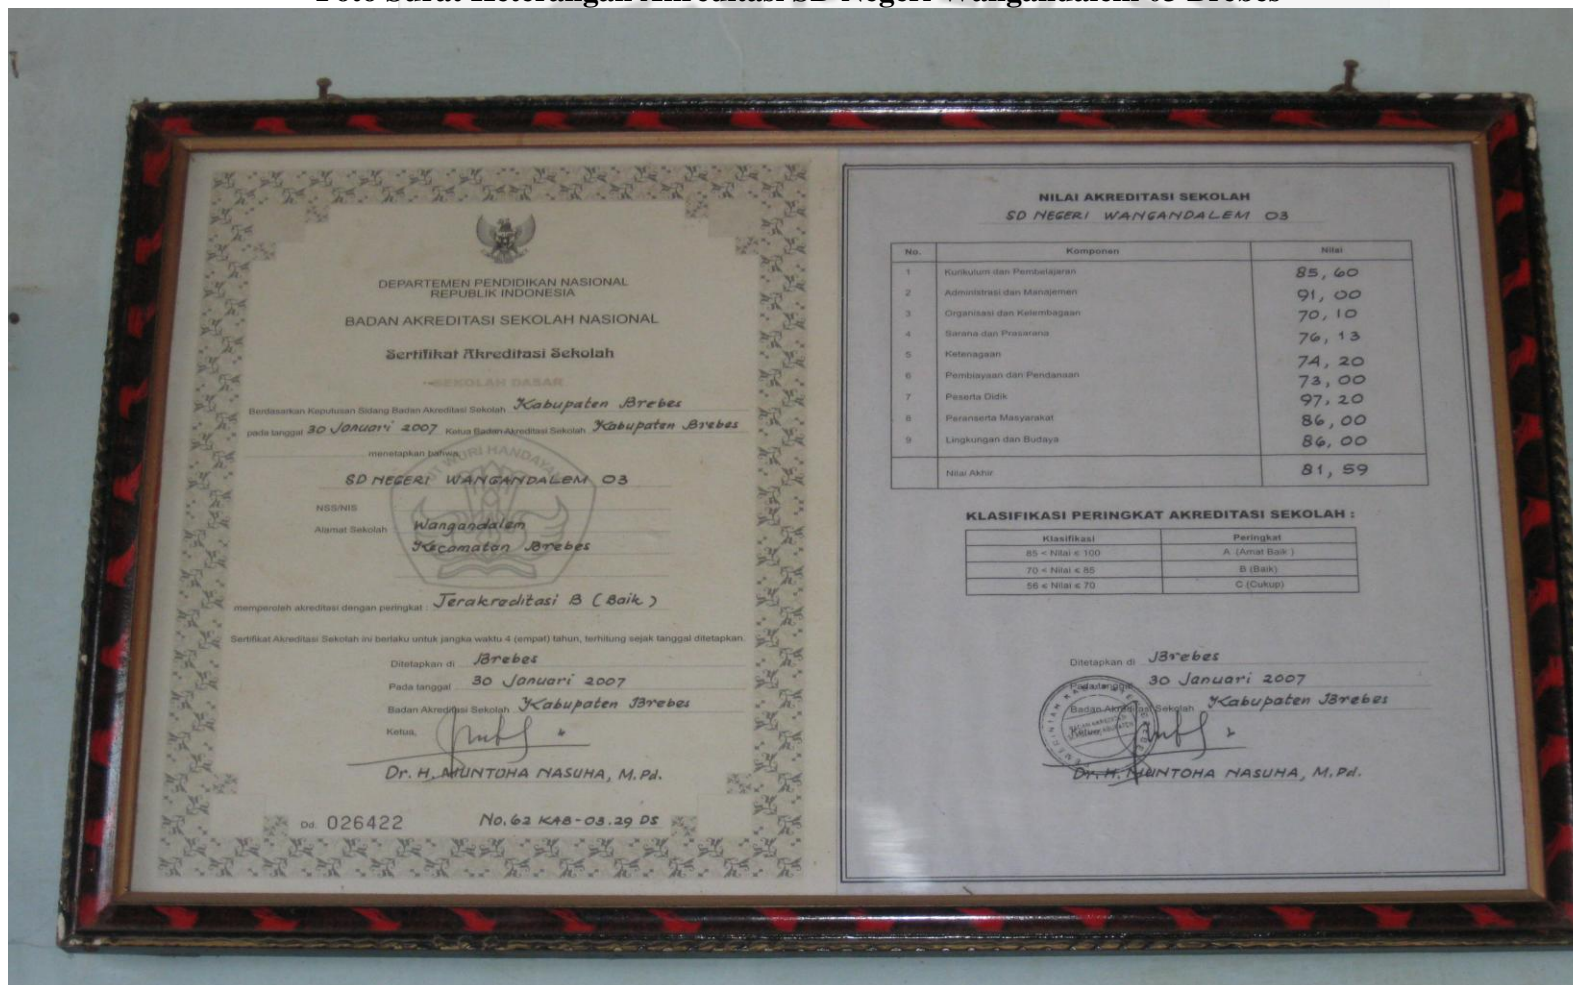 Foto Surat Keterangan Akreditasi SD Negeri Wangandalem 03 Brebes
DEPARTEMEN PENDIDIKAN NASIONAL
REPUBLIK INDONESIA
BADAN AKREDITASI SEKOLAH NASIONAL
Sertifikat Akreditasi Sekolah
SEKOLAH DASAR
Berdasarkan Keputusan Sidang Badan Akreditasi Sekolah Kabupaten Brebes
pada tanggal 30 Januari 2007 Ketua Badan Akreditasi Sekolah Kabupaten Brebes
menetapkan bahwa
WURI HANDAYA
SD NEGERI WANGANDALEM 03
NSS/NIS
Alamat Sekolah : Wangandalem
Kecamatan Brebes
memperoleh akreditasi dengan peringkat : Terakreditasi B (Baik)
Sertifikat Akreditasi Sekolah ini berlaku untuk jangka waktu 4 (empat) tahun, terhitung sejak tanggal ditetapkan.
Ditetapkan di Brebes
Pada tanggal 30 Januari 2007
Badan Akreditasi Sekolah Kabupaten Brebes
Ketua,
Dr. H. MUNTOHA NASUHA, M.Pd.
Dd. 026422 No. 62 KAB-03.29 DS
NILAI AKREDITASI SEKOLAH
SD NEGERI WANGANDALEM 03
No. Komponen Nilai
1 Kurikulum dan Pembelajaran 85,60
2 Administrasi dan Manajemen 91,00
3 Organisasi dan Kelembagaan 70,10
4 Sarana dan Prasarana 76,13
5 Ketenagaan 74,20
6 Pembiayaan dan Pendanaan 73,00
7 Peserta Didik 97,20
8 Peranserta Masyarakat 86,00
9 Lingkungan dan Budaya 86,00
Nilai Akhir 81,59
KLASIFIKASI PERINGKAT AKREDITASI SEKOLAH :
Klasifikasi Peringkat
85 < Nilai ≤ 100 A (Amat Baik )
70 < Nilai ≤ 85 B (Baik)
56 ≤ Nilai ≤ 70 C (Cukup)
Ditetapkan di Brebes
Pada tanggal 30 Januari 2007
Badan Akreditasi Sekolah Kabupaten Brebes
Ketua,
Dr. H. MUNTOHA NASUHA, M.Pd.